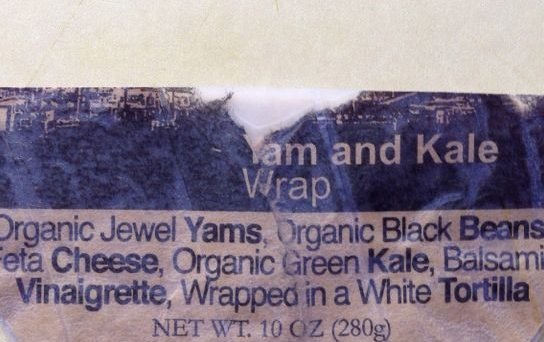 Yam and Kale
Wrap
Organic Jewel Yams, Organic Black Beans
Feta Cheese, Organic Green Kale, Balsami
Vinaigrette, Wrapped in a White Tortilla
NET WT. 10 OZ (280g)